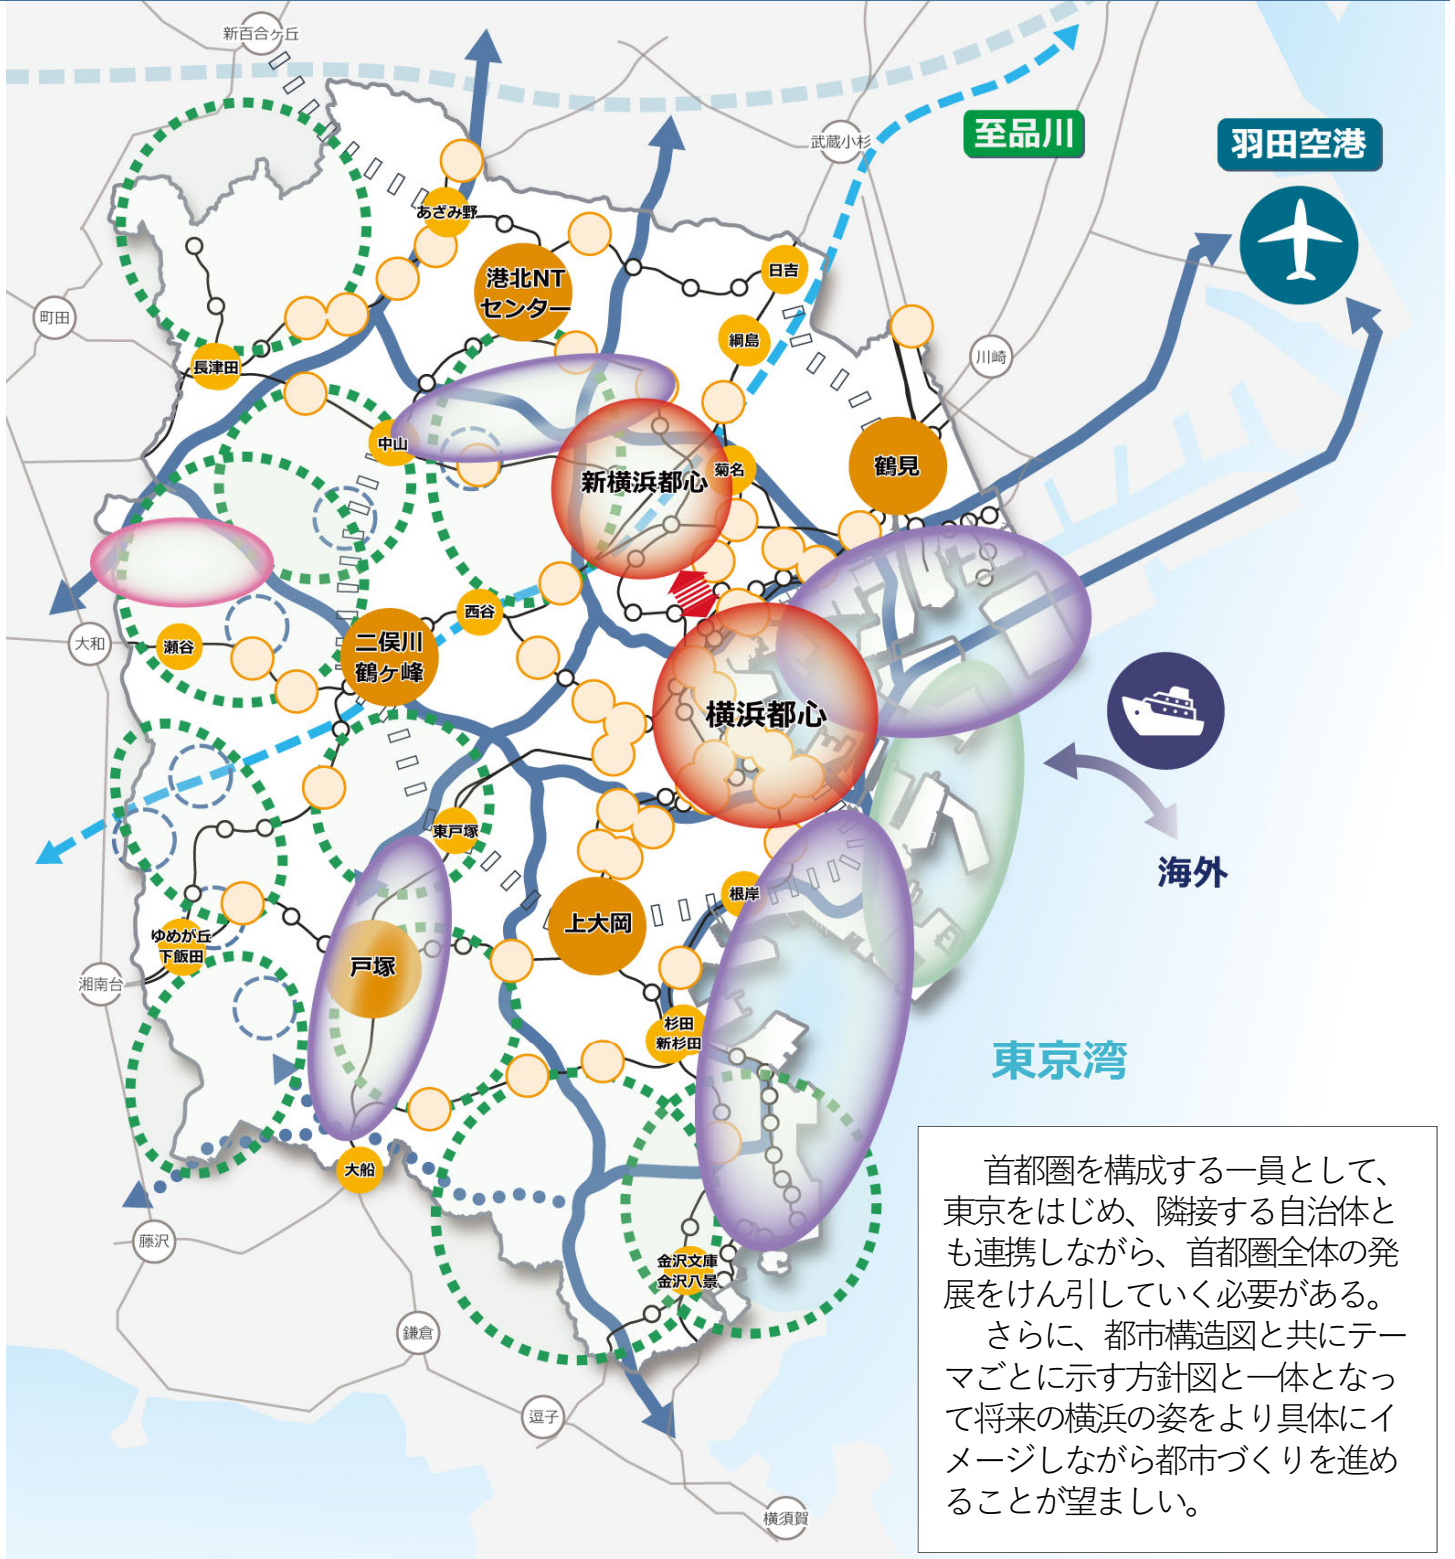 新百合ヶ丘
武蔵小杉
至品川
羽田空港
あざみ野
港北NT
センター
日吉
町田
綱島
川崎
長津田
中山
新横浜都心
菊名
鶴見
西谷
大和
瀬谷
二俣川
鶴ヶ峰
横浜都心
東戸塚
海外
根岸
上大岡
ゆめが丘
下飯田
戸塚
湘南台
杉田
新杉田
東京湾
大船
藤沢
金沢文庫
金沢八景
鎌倉
逗子
横須賀
首都圏を構成する一員として、
東京をはじめ、隣接する自治体と
も連携しながら、首都圏全体の発
展をけん引していく必要がある。
さらに、都市構造図と共にテー
マごとに示す方針図と一体となっ
て将来の横浜の姿をより具体にイ
メージしながら都市づくりを進め
ることが望ましい。